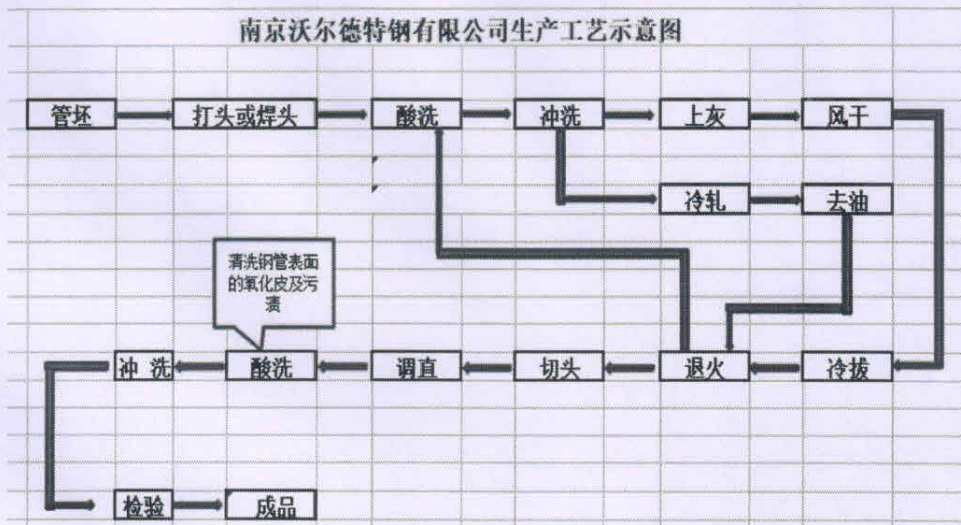 南京沃尔德特钢有限公司生产工艺示意图
管坯
打头或焊头
酸洗
冲洗
上灰
风干
冷轧
去油
清洗钢管表面
的氧化皮及污
渍
冲 洗
酸洗
调直
切头
退火
冷拔
检验
成品